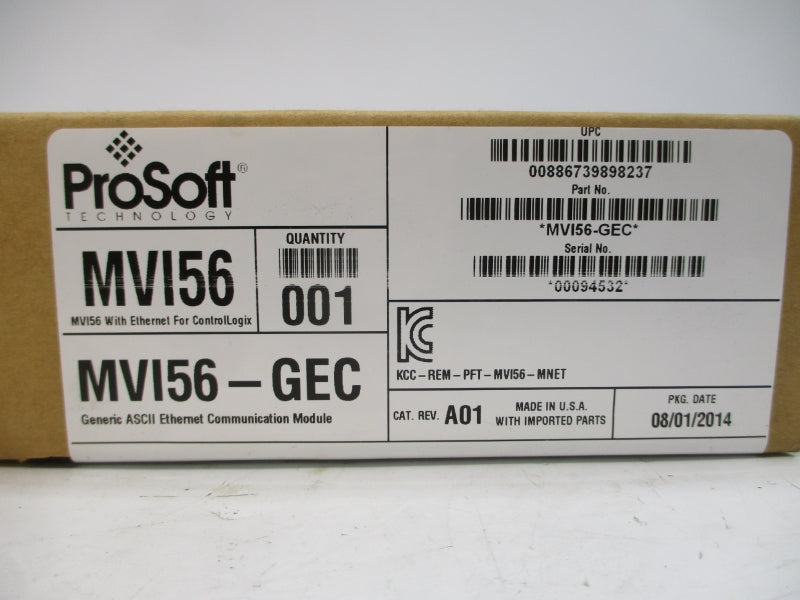 ProSoft®
TECHNOLOGY
MVI56
MVI56 With Ethernet For ControlLogix
QUANTITY
001
MVI56-GEC
Generic ASCII Ethernet Communication Module
UPC
00886739898237
Part No.
*MVI56-GEC*
Serial No.
*00094532*
KC
KCC-REM-PFT-MVI56-MNET
CAT. REV. A01
MADE IN U.S.A.
WITH IMPORTED PARTS
PKG. DATE
08/01/2014